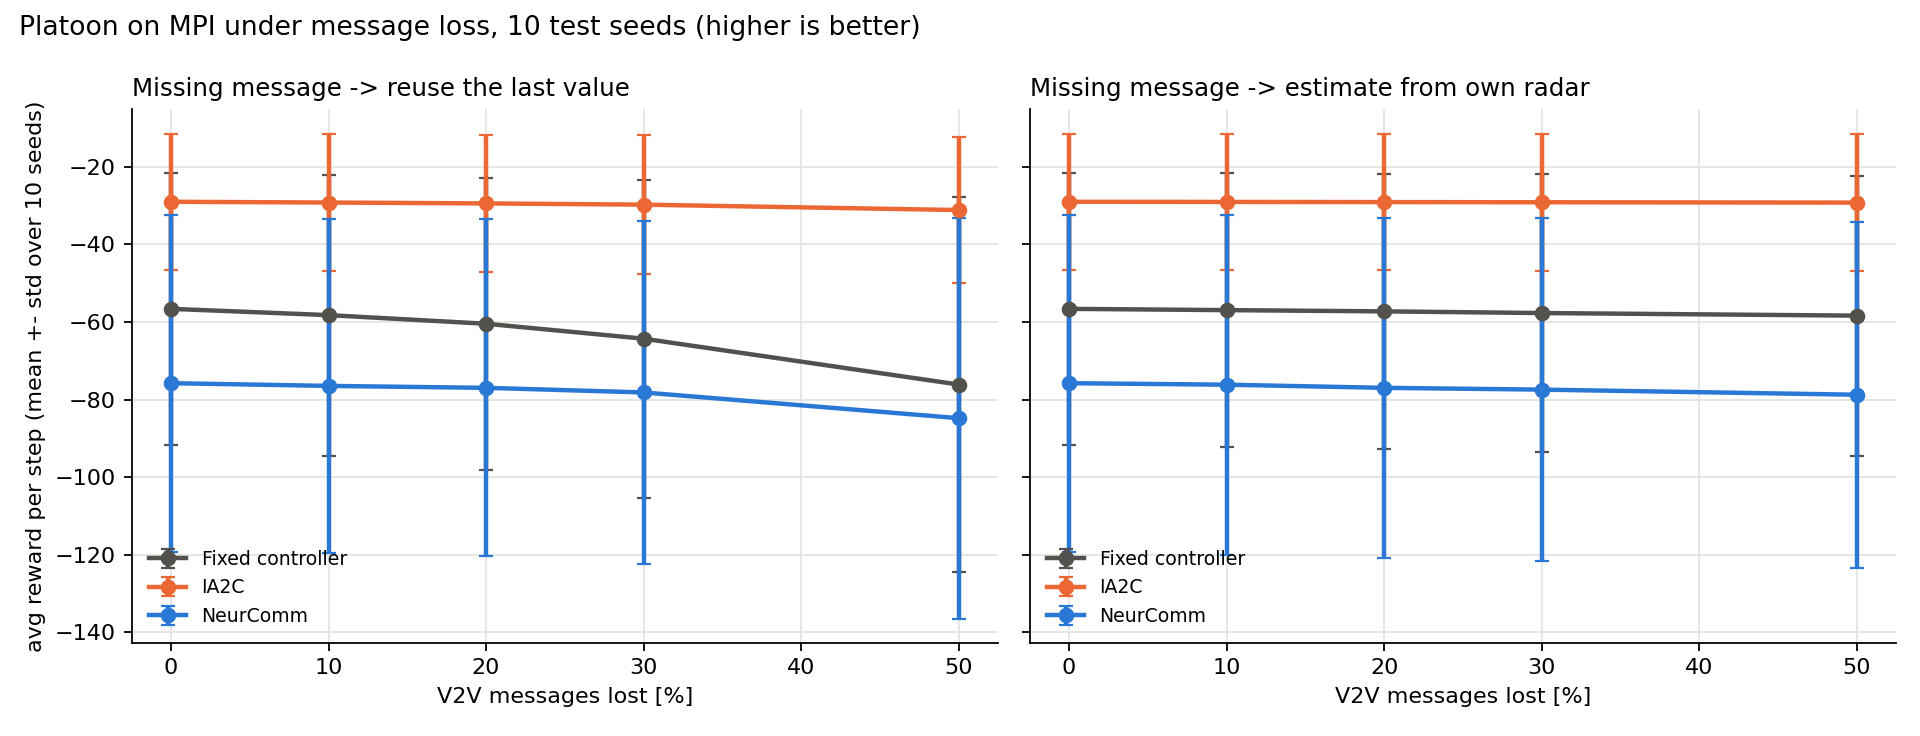 Platoon on MPI under message loss, 10 test seeds (higher is better)
Missing message -> reuse the last value
avg reward per step (mean +- std over 10 seeds)
−20
−40
−60
−80
−100
−120
−140
Fixed controller
IA2C
NeurComm
0 10 20 30 40 50
V2V messages lost [%]
Missing message -> estimate from own radar
Fixed controller
IA2C
NeurComm
0 10 20 30 40 50
V2V messages lost [%]